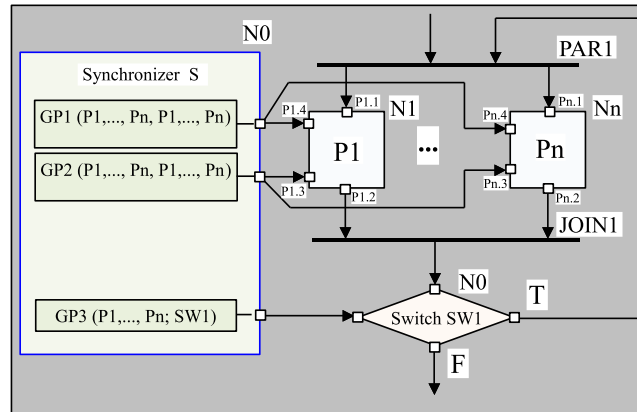 N0
PAR1
Synchronizer S
GP1 (P1,..., Pn, P1,..., Pn)
GP2 (P1,..., Pn, P1,..., Pn)
GP3 (P1,..., Pn; SW1)
P1.4
P1.1
N1
P1
P1.3
P1.2
...
Pn.4
Pn.1
Nn
Pn
Pn.3
Pn.2
JOIN1
N0
Switch SW1
T
F